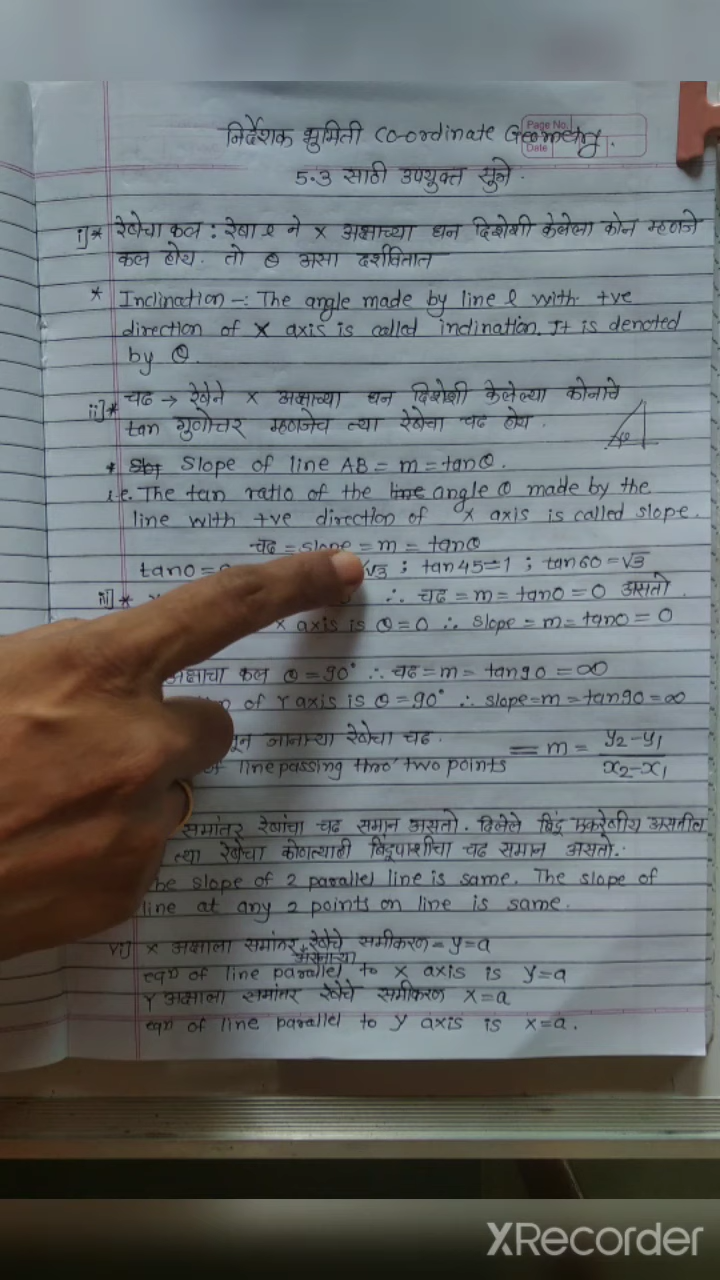 Page No.
Date
निर्देशक भूमिती Co-ordinate Geometry.
5.3 साठी उपयुक्त सूत्रे.
i]* रेषेचा कल : रेषा l ने X अक्षाच्या धन दिशेशी केलेला कोन म्हणजे
कल होय. तो θ असा दर्शवितात
* Inclination -: The angle made by line l with +ve
direction of X axis is called inclination. It is denoted
by θ.
ii]* चढ → रेषेने X अक्षाच्या धन दिशेशी केलेल्या कोनाचे
tan गुणोत्तर म्हणजेच त्या रेषेचा चढ होय.
* Slope of line AB = m = tanθ.
i.e. The tan ratio of the angle θ made by the
line with +ve direction of X axis is called slope.
चढ = slope = m = tanθ
tan0 = √3 ; tan45=1 ; tan60=√3
iii]* ∴ चढ = m = tan0 = 0 असतो.
X axis is θ=0 ∴ slope = m = tan0 = 0
अक्षाचा कल θ=90° ∴ चढ=m= tan90 = ∞
of Y axis is θ=90° ∴ slope=m=tan90=∞
जाणाऱ्या रेषेचा चढ.
of line passing thro' two points = m = y₂-y₁ / x₂-x₁
समांतर रेषांचा चढ समान असतो. दिलेले बिंदू एकरेषीय असतील
त्या रेषेचा कोणत्याही बिंदूपाशीचा चढ समान असतो.
slope of 2 parallel line is same. The slope of
line at any 2 points on line is same.
vi] X अक्षाला समांतर असणाऱ्या रेषेचे समीकरण = y=a
eqn of line parallel to X axis is y=a
Y अक्षाला समांतर रेषेचे समीकरण x=a
eqn of line parallel to y axis is x=a.
XRecorder